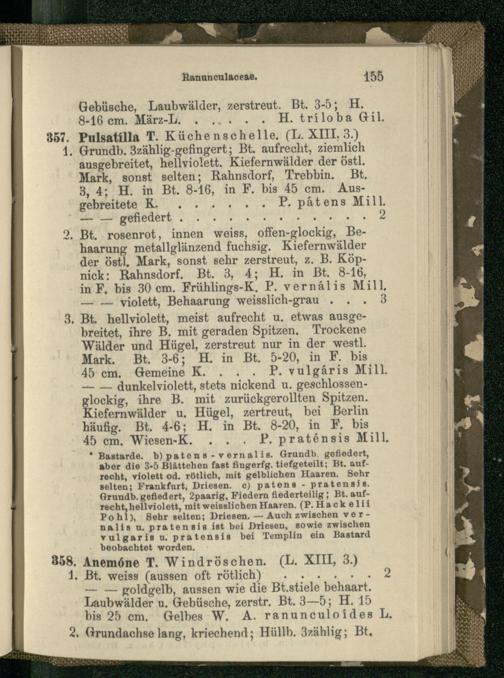 Ranunculaceae. 155
Gebüsche, Laubwälder, zerstreut. Bt. 3-5; H.
8-16 cm. März-L. . . . . . . H. tríloba Gil.
357. Pulsatílla T. Küchenschelle. (L. XIII, 3.)
1. Grundb. 3zählig-gefingert; Bt. aufrecht, ziemlich
ausgebreitet, hellviolett. Kiefernwälder der östl.
Mark, sonst selten; Rahnsdorf, Trebbin. Bt.
3, 4; H. in Bt. 8-16, in F. bis 45 cm. Aus-
gebreitete K. . . . . . . P. pátens Mill.
— — gefiedert . . . . . . . . . . . . 2
2. Bt. rosenrot, innen weiss, offen-glockig, Be-
haarung metallglänzend fuchsig. Kiefernwälder
der östl. Mark, sonst sehr zerstreut, z. B. Köp-
nick: Rahnsdorf. Bt. 3, 4; H. in Bt. 8-16,
in F. bis 30 cm. Frühlings-K. P. vernális Mill.
— — violett, Behaarung weisslich-grau . . . 3
3. Bt. hellviolett, meist aufrecht u. etwas ausge-
breitet, ihre B. mit geraden Spitzen. Trockene
Wälder und Hügel, zerstreut nur in der westl.
Mark. Bt. 3-6; H. in Bt. 5-20, in F. bis
45 cm. Gemeine K. . . . P. vulgáris Mill.
— — dunkelviolett, stets nickend u. geschlossen-
glockig, ihre B. mit zurückgerollten Spitzen.
Kiefernwälder u. Hügel, zertreut, bei Berlin
häufig. Bt. 4-6; H. in Bt. 8-20, in F. bis
45 cm. Wiesen-K. . . . P. praténsis Mill.
* Bastarde. b) patens-vernalis. Grundb. gefiedert,
aber die 3-5 Blättchen fast fingerfg. tiefgeteilt; Bt. auf-
recht, violett od. rötlich, mit gelblichen Haaren. Sehr
selten; Frankfurt, Driesen. c) patens-pratensis.
Grundb. gefiedert, 2paarig, Fiedern fiederteilig; Bt. auf-
recht, hellviolett, mit weisslichen Haaren. (P. Hackelii
Pohl), Sehr selten; Driesen. — Auch zwischen ver-
nalis u. pratensis ist bei Driesen, sowie zwischen
vulgaris u. pratensis bei Templin ein Bastard
beobachtet worden.
358. Anemóne T. Windröschen. (L. XIII, 3.)
1. Bt. weiss (aussen oft rötlich) . . . . . . 2
— — goldgelb, aussen wie die Bt.stiele behaart.
Laubwälder u. Gebüsche, zerstr. Bt. 3—5; H. 15
bis 25 cm. Gelbes W. A. ranunculoídes L.
2. Grundachse lang, kriechend; Hüllb. 3zählig; Bt.